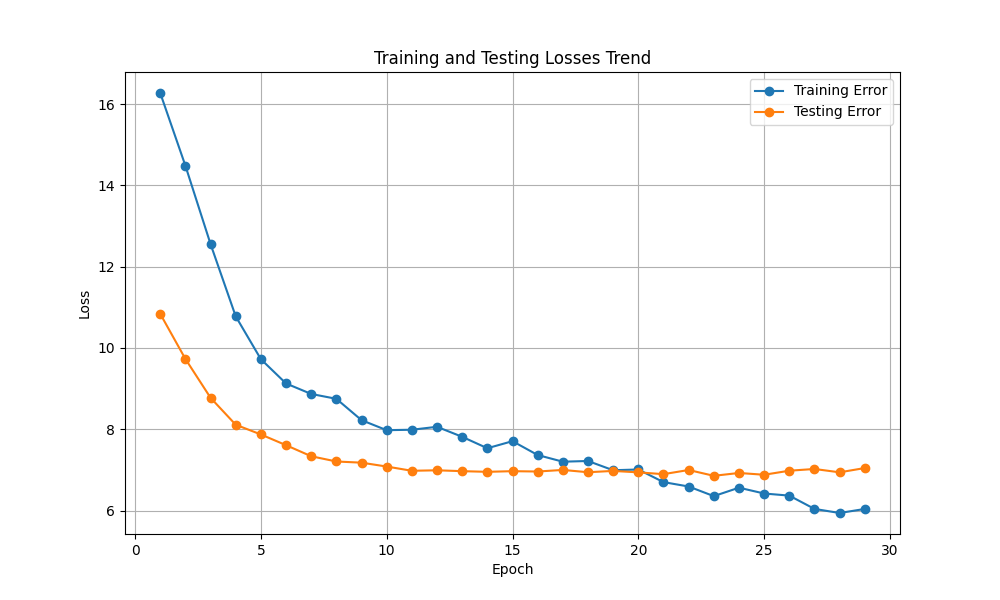 Training and Testing Losses Trend
Training Error
Testing Error
16
14
12
10
8
6
Loss
0 5 10 15 20 25 30
Epoch